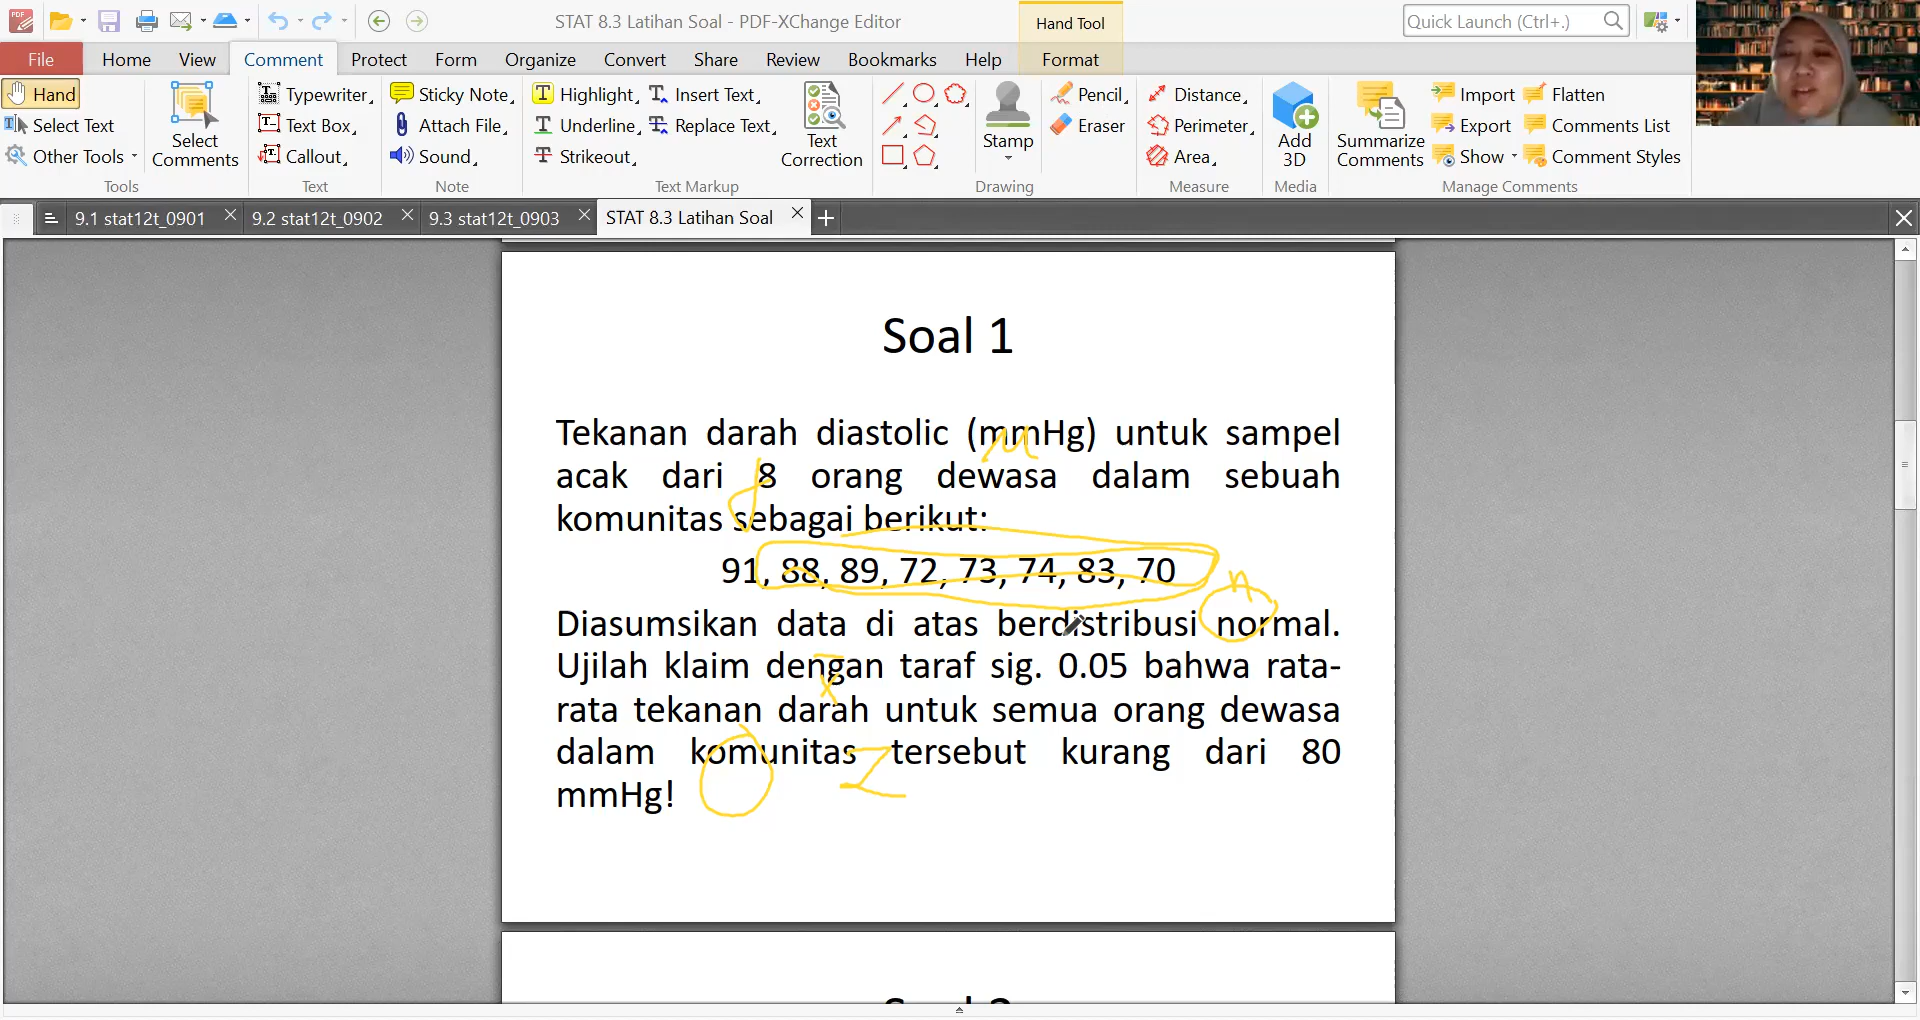 STAT 8.3 Latihan Soal - PDF-XChange Editor
Hand Tool
Quick Launch (Ctrl+.)
File Home View Comment Protect Form Organize Convert Share Review Bookmarks Help Format
Hand
Select Text
Other Tools
Select Comments
Tools
Typewriter
Text Box
Callout
Text
Sticky Note
Attach File
Sound
Note
Highlight
Underline
Strikeout
Insert Text
Replace Text
Text Correction
Text Markup
Stamp
Drawing
Pencil
Eraser
Distance
Perimeter
Area
Measure
Add 3D
Media
Summarize Comments
Import
Export
Show
Flatten
Comments List
Comment Styles
Manage Comments
9.1 stat12t_0901 9.2 stat12t_0902 9.3 stat12t_0903 STAT 8.3 Latihan Soal
Soal 1
Tekanan darah diastolic (mmHg) untuk sampel
μ
acak dari 8 orang dewasa dalam sebuah
komunitas sebagai berikut:
91, 88, 89, 72, 73, 74, 83, 70
n
Diasumsikan data di atas berdistribusi normal.
Ujilah klaim dengan taraf sig. 0.05 bahwa rata-
x̄
rata tekanan darah untuk semua orang dewasa
dalam komunitas tersebut kurang dari 80
mmHg!
σ